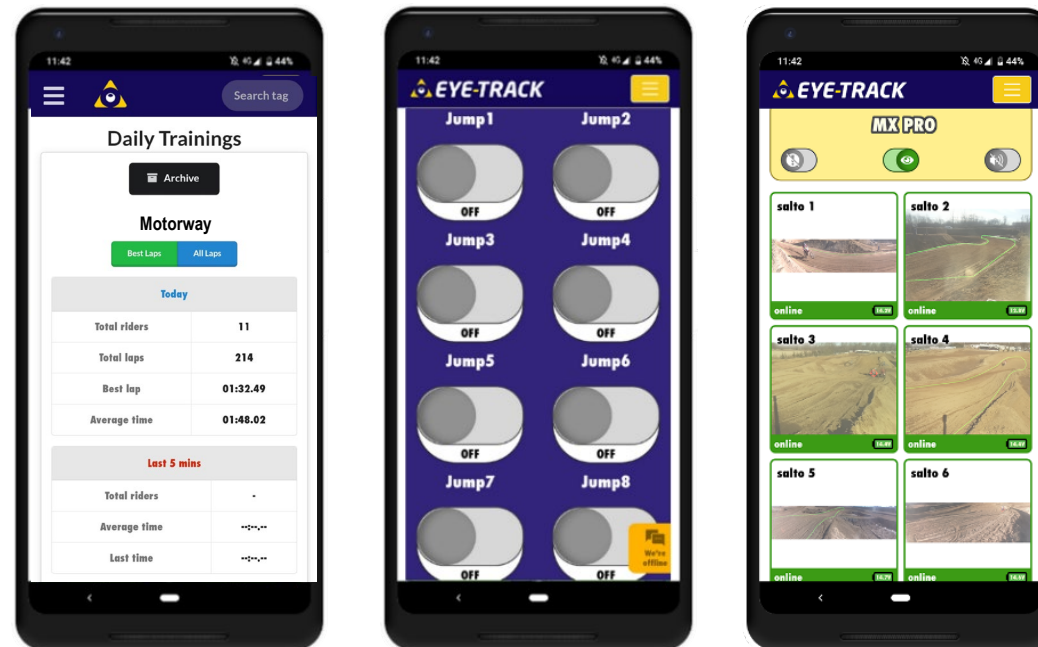 11:42
4G 44%
Search tag
Daily Trainings
Archive
Motorway
Best Laps All Laps
Today
Total riders 11
Total laps 214
Best lap 01:32.49
Average time 01:48.02
Last 5 mins
Total riders -
Average time --:--.--
Last time --:--.--
11:42
4G 44%
EYE-TRACK
Jump1 Jump2
OFF OFF
Jump3 Jump4
OFF OFF
Jump5 Jump6
OFF OFF
Jump7 Jump8
OFF OFF
We're
offline
11:42
4G 44%
EYE-TRACK
MX PRO
salto 1 salto 2
online online
salto 3 salto 4
online online
salto 5 salto 6
online online